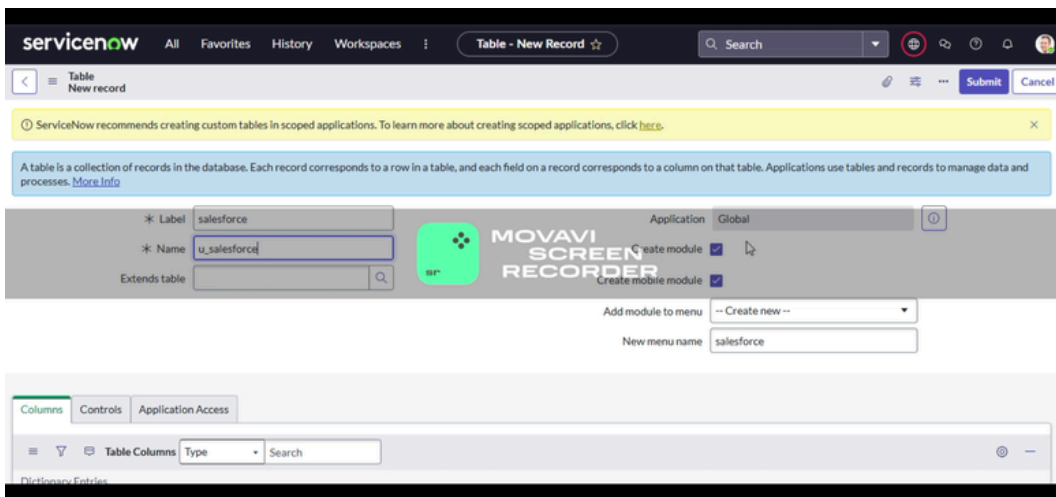 servicenow All Favorites History Workspaces Table - New Record Search
Table
New record
Submit Cancel
ServiceNow recommends creating custom tables in scoped applications. To learn more about creating scoped applications, click here.
A table is a collection of records in the database. Each record corresponds to a row in a table, and each field on a record corresponds to a column on that table. Applications use tables and records to manage data and
processes. More Info
* Label salesforce
Application Global
* Name u_salesforce
Create module
Extends table
Create mobile module
sr
MOVAVI
SCREEN
RECORDER
Add module to menu -- Create new --
New menu name salesforce
Columns Controls Application Access
Table Columns Type Search
Dictionary Entries